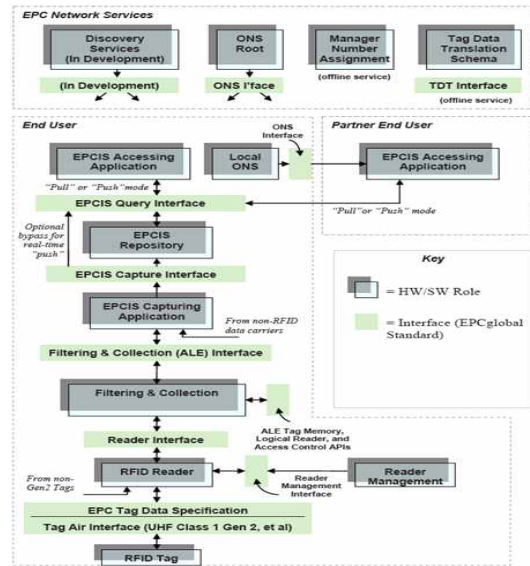 EPC Network Services
Discovery
Services
(In Development)
ONS
Root
Manager
Number
Assignment
Tag Data
Translation
Schema
(offline service)
(In Development)
ONS I'face
TDT Interface
(offline service)
End User
ONS
Interface
Partner End User
EPCIS Accessing
Application
Local
ONS
EPCIS Accessing
Application
"Pull" or "Push" mode
EPCIS Query Interface
"Pull" or "Push" mode
Optional
bypass for
real-time
"push"
EPCIS
Repository
EPCIS Capture Interface
EPCIS Capturing
Application
From non-RFID
data carriers
Filtering & Collection (ALE) Interface
Filtering & Collection
ALE Tag Memory,
Logical Reader, and
Access Control APIs
Reader Interface
From non-
Gen2 Tags
RFID Reader
Reader
Management
Interface
Reader
Management
EPC Tag Data Specification
Tag Air Interface (UHF Class 1 Gen 2, et al)
RFID Tag
Key
= HW/SW Role
= Interface (EPCglobal
Standard)